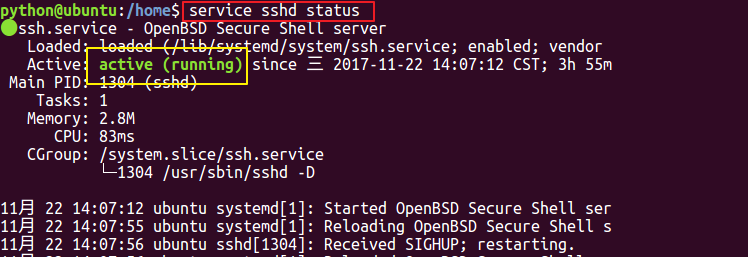 python@ubuntu:/home$ service sshd status
●ssh.service - OpenBSD Secure Shell server
   Loaded: loaded (/lib/systemd/system/ssh.service; enabled; vendor
   Active: active (running) since 三 2017-11-22 14:07:12 CST; 3h 55m
 Main PID: 1304 (sshd)
    Tasks: 1
   Memory: 2.8M
      CPU: 83ms
   CGroup: /system.slice/ssh.service
           └─1304 /usr/sbin/sshd -D
11月 22 14:07:12 ubuntu systemd[1]: Started OpenBSD Secure Shell ser
11月 22 14:07:55 ubuntu systemd[1]: Reloading OpenBSD Secure Shell s
11月 22 14:07:56 ubuntu sshd[1304]: Received SIGHUP; restarting.